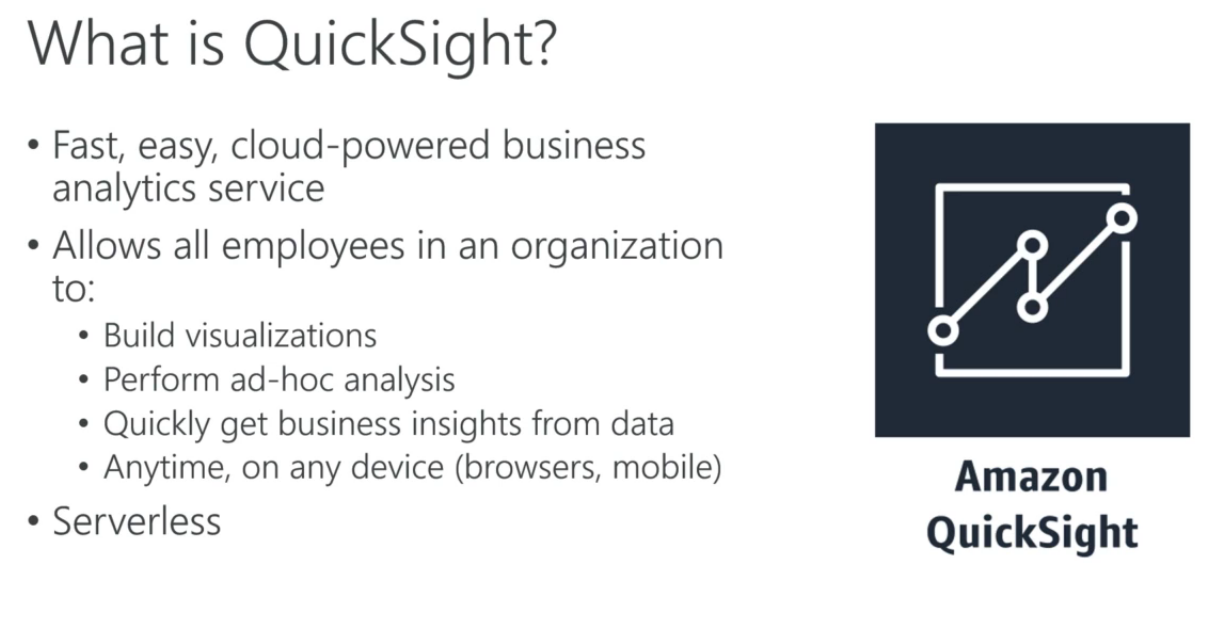 What is QuickSight?
• Fast, easy, cloud-powered business
analytics service
• Allows all employees in an organization
to:
• Build visualizations
• Perform ad-hoc analysis
• Quickly get business insights from data
• Anytime, on any device (browsers, mobile)
• Serverless
Amazon
QuickSight